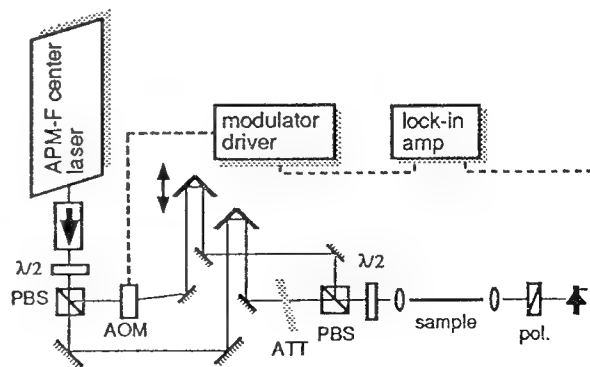 APM-F center
laser
modulator
driver
lock-in
amp
λ/2
PBS
AOM
ATT
PBS
λ/2
sample
pol.